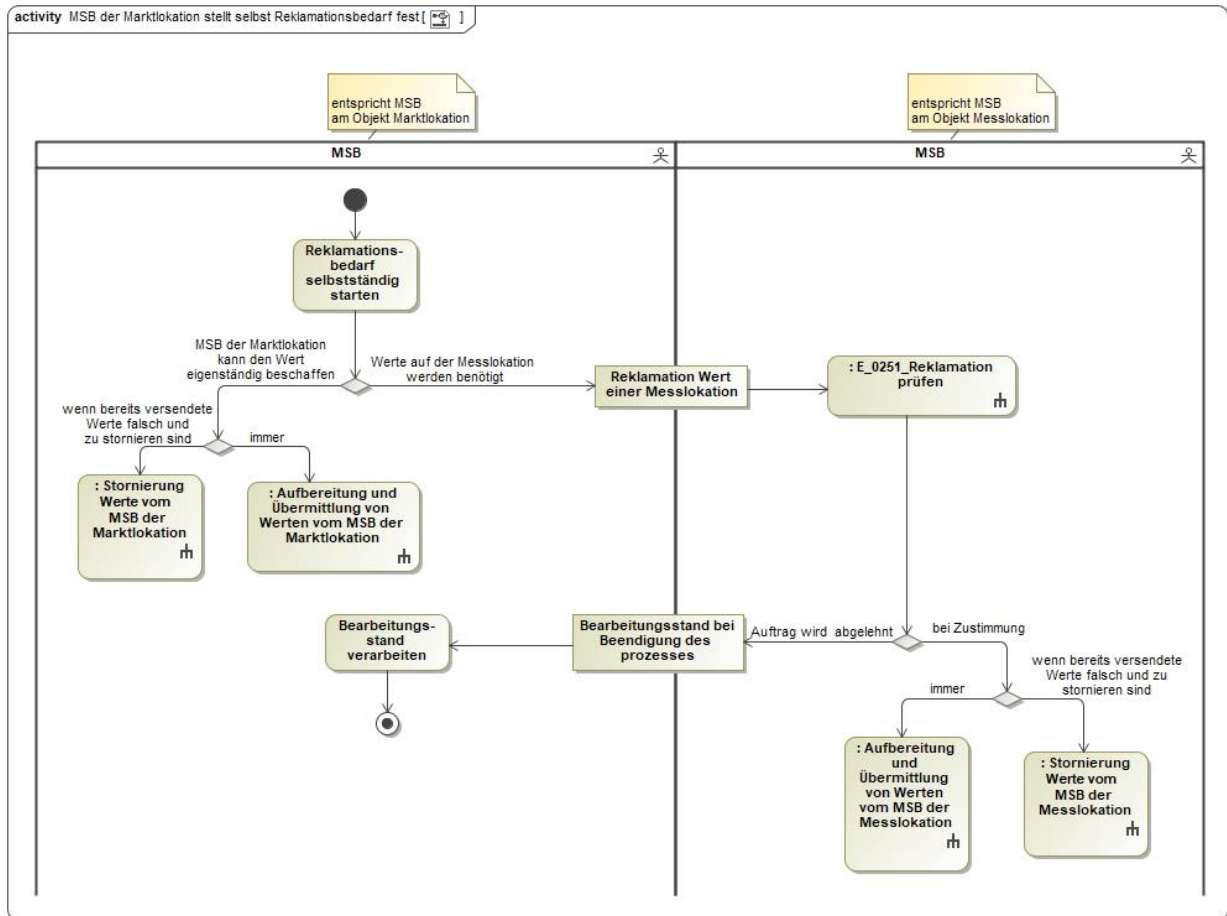 activity MSB der Marktlokation stellt selbst Reklamationsbedarf fest [ ]
entspricht MSB
am Objekt Marktlokation
entspricht MSB
am Objekt Messlokation
MSB
MSB
Reklamations-
bedarf
selbstständig
starten
MSB der Marktlokation
kann den Wert
eigenständig beschaffen
Werte auf der Messlokation
werden benötigt
Reklamation Wert
einer Messlokation
: E_0251_Reklamation
prüfen
wenn bereits versendete
Werte falsch und
zu stornieren sind
immer
: Stornierung
Werte vom
MSB der
Marktlokation
: Aufbereitung und
Übermittlung von
Werten vom MSB der
Marktlokation
Bearbeitungs-
stand
verarbeiten
Bearbeitungsstand bei
Beendigung des
prozesses
Auftrag wird abgelehnt
bei Zustimmung
wenn bereits versendete
Werte falsch und zu
stornieren sind
immer
: Aufbereitung
und
Übermittlung
von Werten
vom MSB der
Messlokation
: Stornierung
Werte vom
MSB der
Messlokation